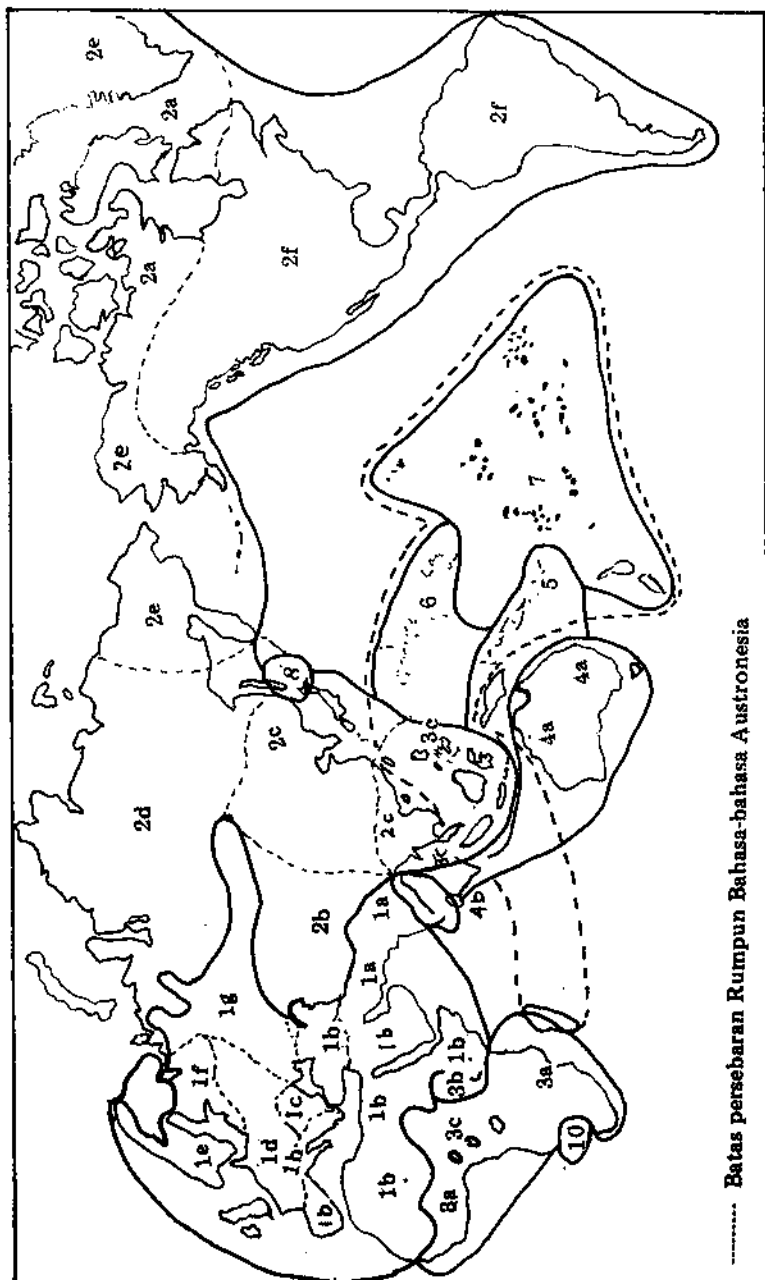 2e
2d
2e
2e
2a
2a
1e
1f
1g
1d
1c
1b
1b
1b
2b
2c
8
2f
1b
1b
1b
1a
1a
2c
3c
3c
6
7
2f
3a
3c
3b
1b
4b
5
3a
10
4a
4a
-------- Batas persebaran Rumpun Bahasa-bahasa Austronesia